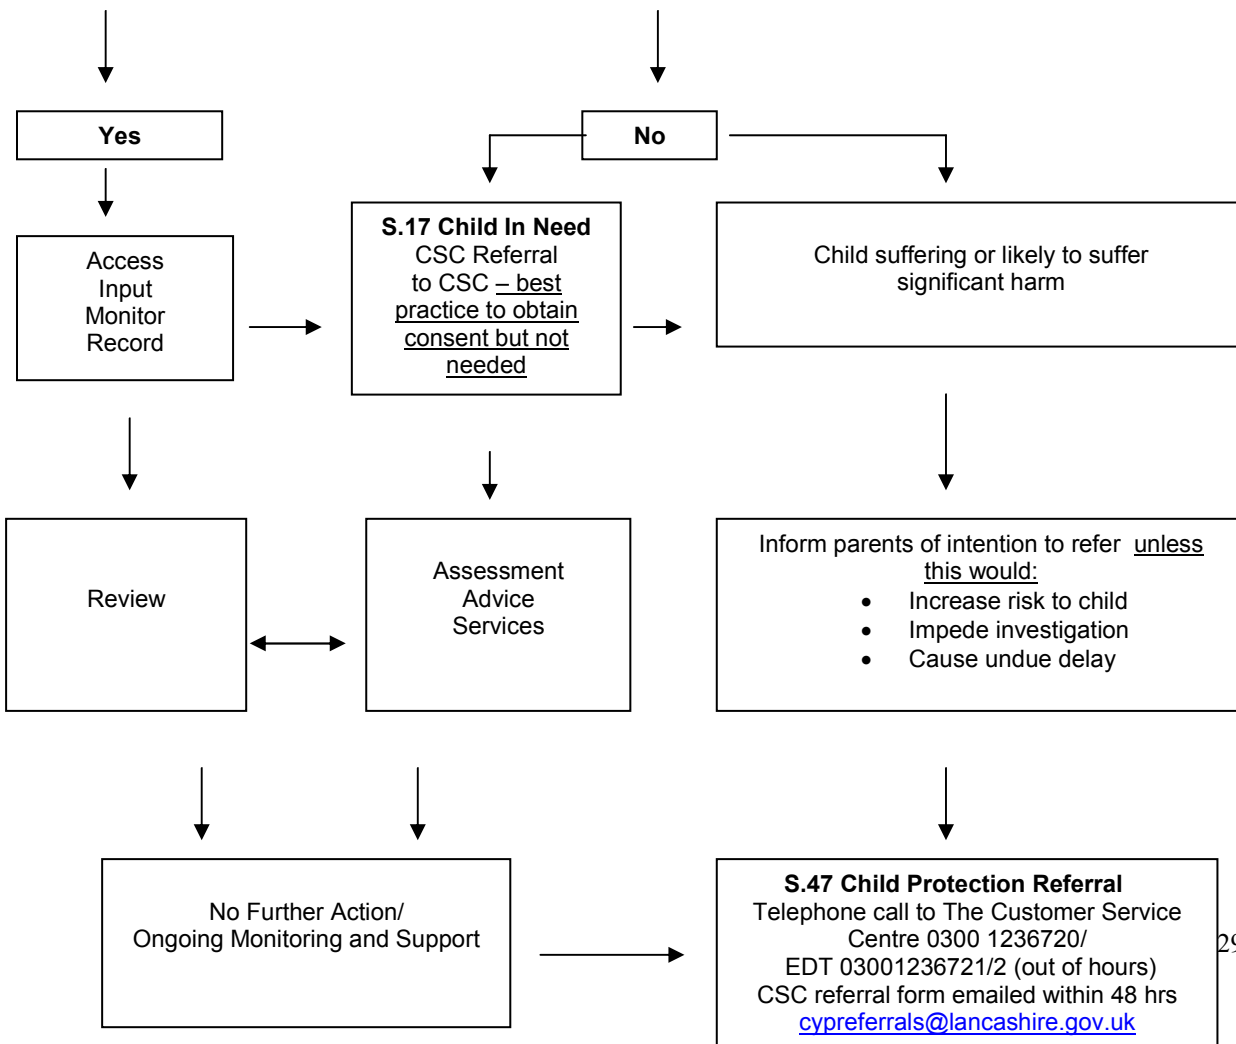 Yes
No
Access
Input
Monitor
Record
S.17 Child In Need
CSC Referral
to CSC – best
practice to obtain
consent but not
needed
Child suffering or likely to suffer
significant harm
Review
Assessment
Advice
Services
Inform parents of intention to refer unless
this would:
• Increase risk to child
• Impede investigation
• Cause undue delay
No Further Action/
Ongoing Monitoring and Support
S.47 Child Protection Referral
Telephone call to The Customer Service
Centre 0300 1236720/
EDT 03001236721/2 (out of hours)
CSC referral form emailed within 48 hrs
cypreferrals@lancashire.gov.uk
29